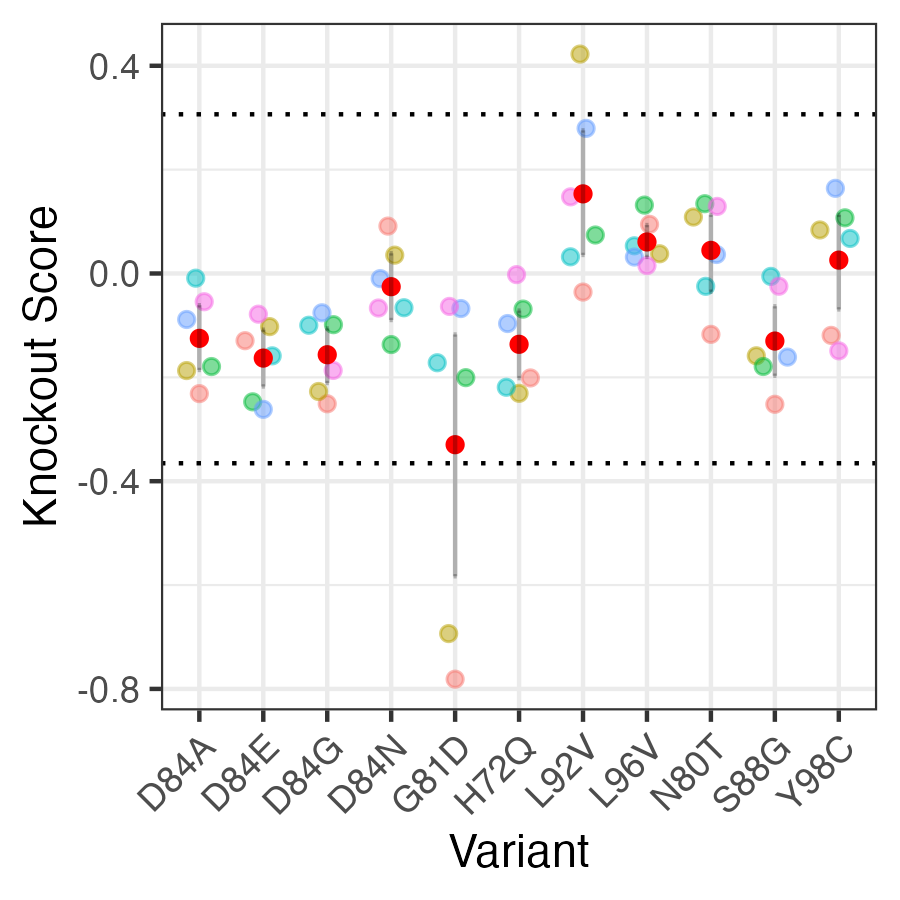 Knockout Score
0.4
0.0
-0.4
-0.8
D84A
D84E
D84G
D84N
G81D
H72Q
L92V
L96V
N80T
S88G
Y98C
Variant